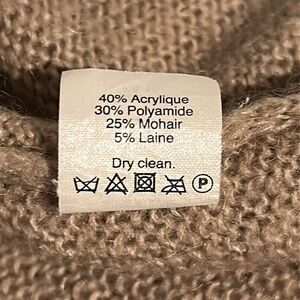 40% Acrylique
30% Polyamide
25% Mohair
5% Laine
Dry clean.
P